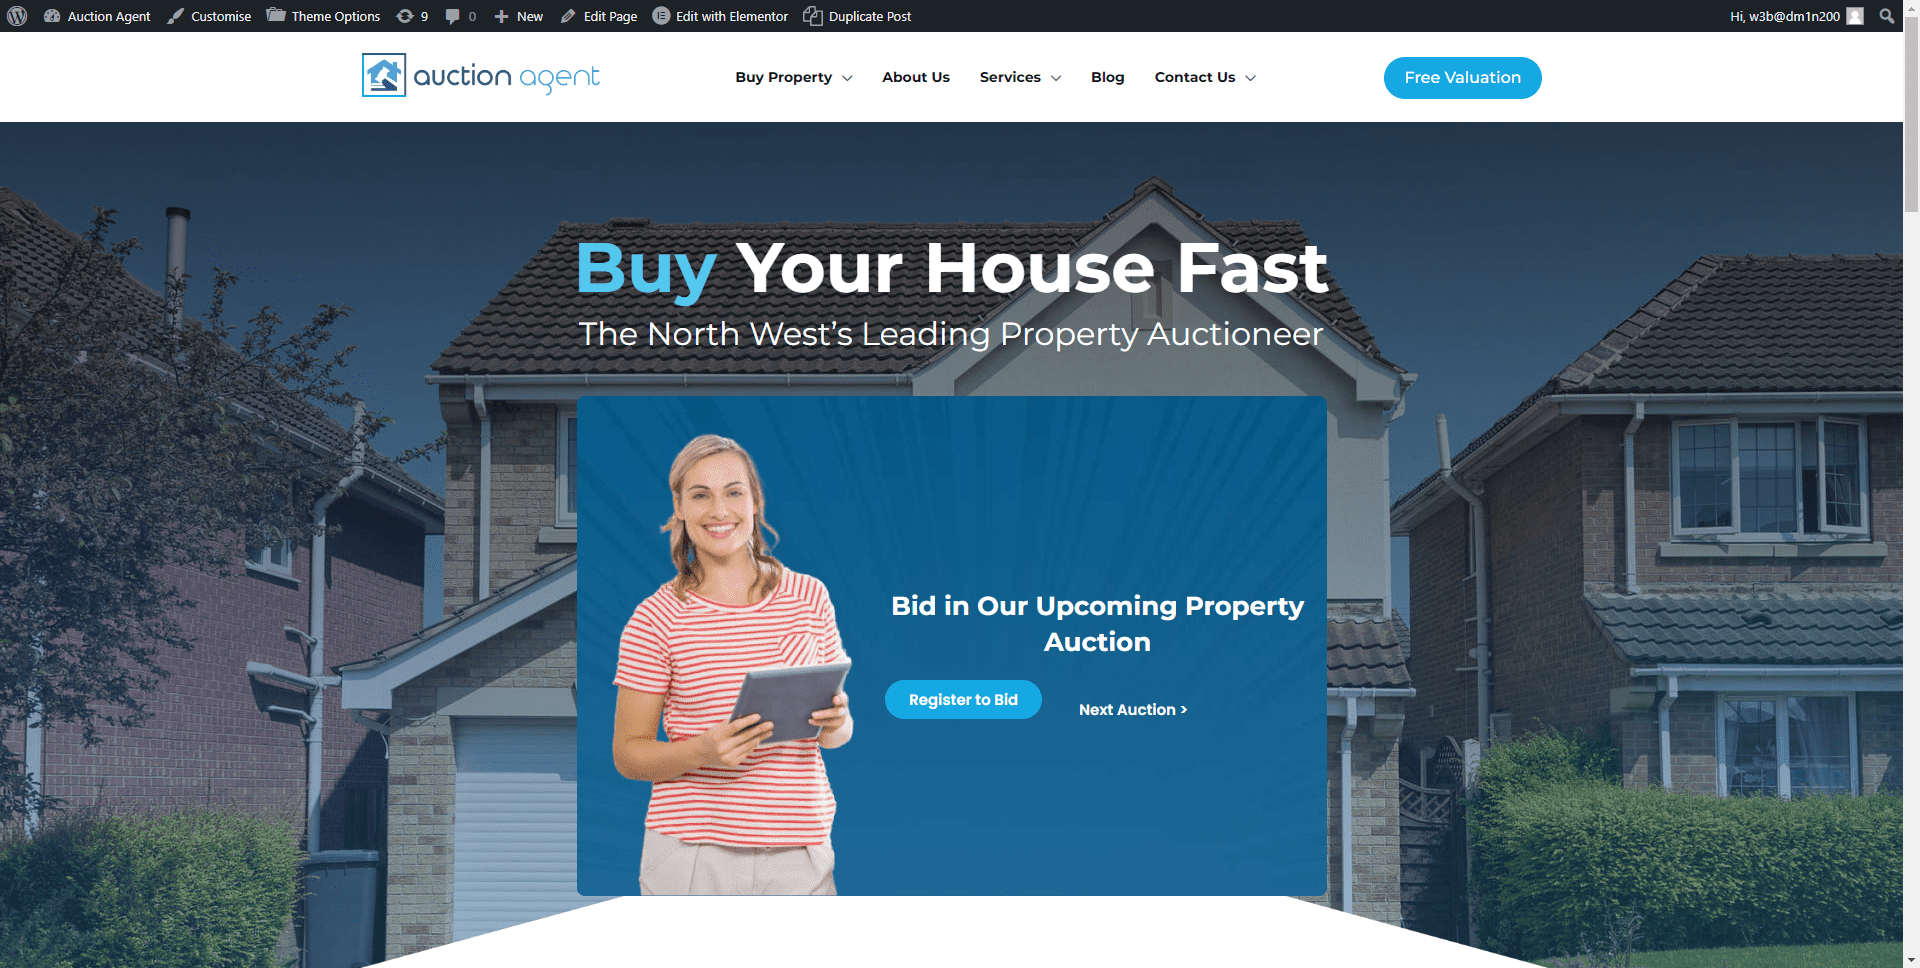 Auction Agent Customise Theme Options 9 0 New Edit Page Edit with Elementor Duplicate Post Hi, w3b@dm1n200
auction agent Buy Property About Us Services Blog Contact Us Free Valuation
Buy Your House Fast
The North West’s Leading Property Auctioneer
Bid in Our Upcoming Property
Auction
Register to Bid Next Auction >